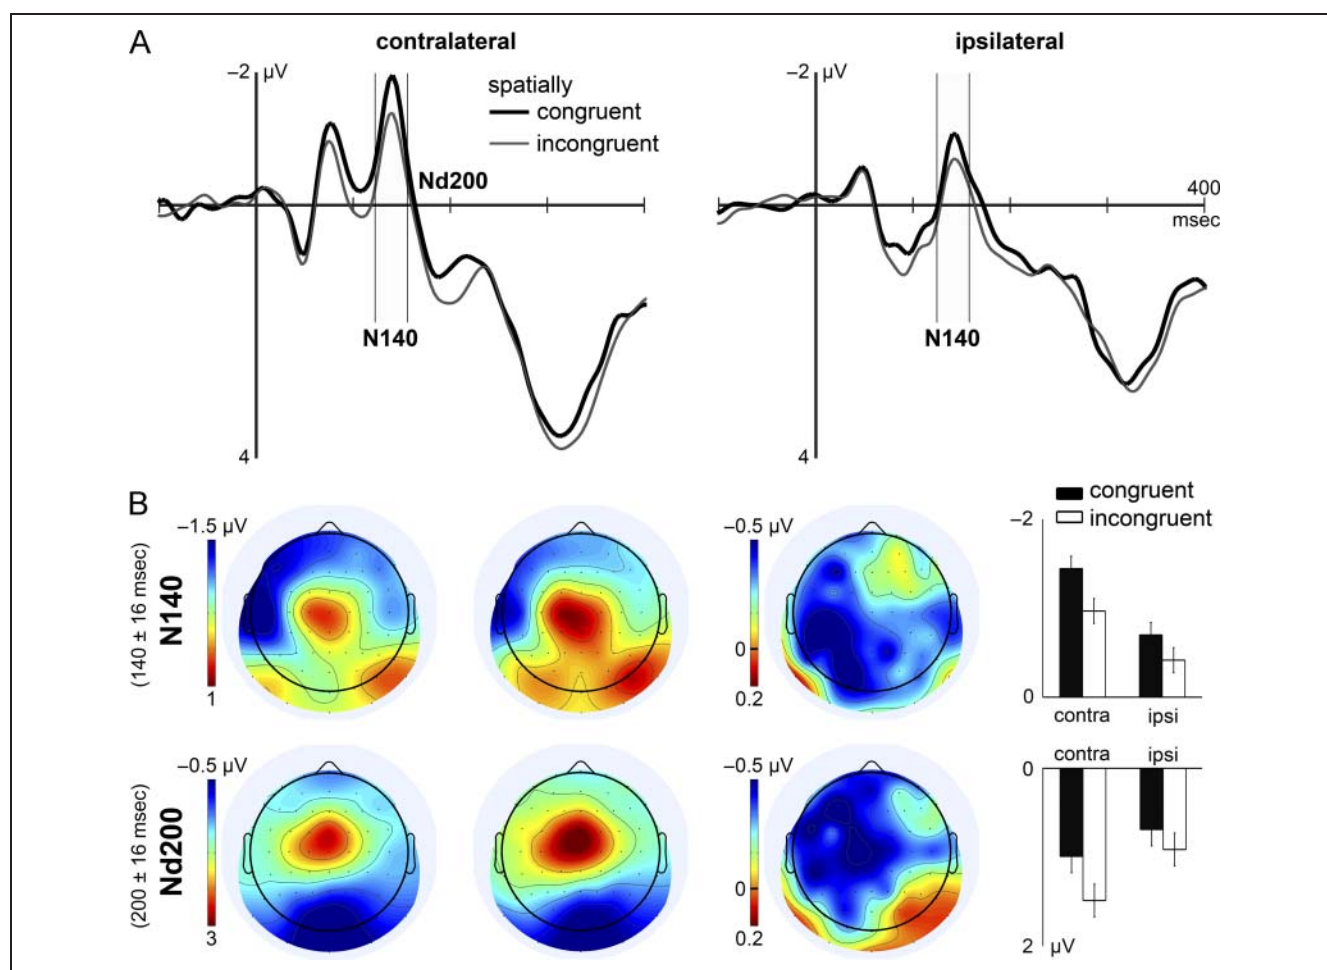 A
contralateral
ipsilateral
–2 µV
–2 µV
spatially
congruent
incongruent
Nd200
400
msec
N140
N140
4
4
B
congruent
incongruent
–1.5 µV
–0.5 µV
–2
(140 ± 16 msec)
N140
0
1
0.2
0
contra ipsi
–0.5 µV
–0.5 µV
contra ipsi
0
(200 ± 16 msec)
Nd200
0
3
0.2
2 µV